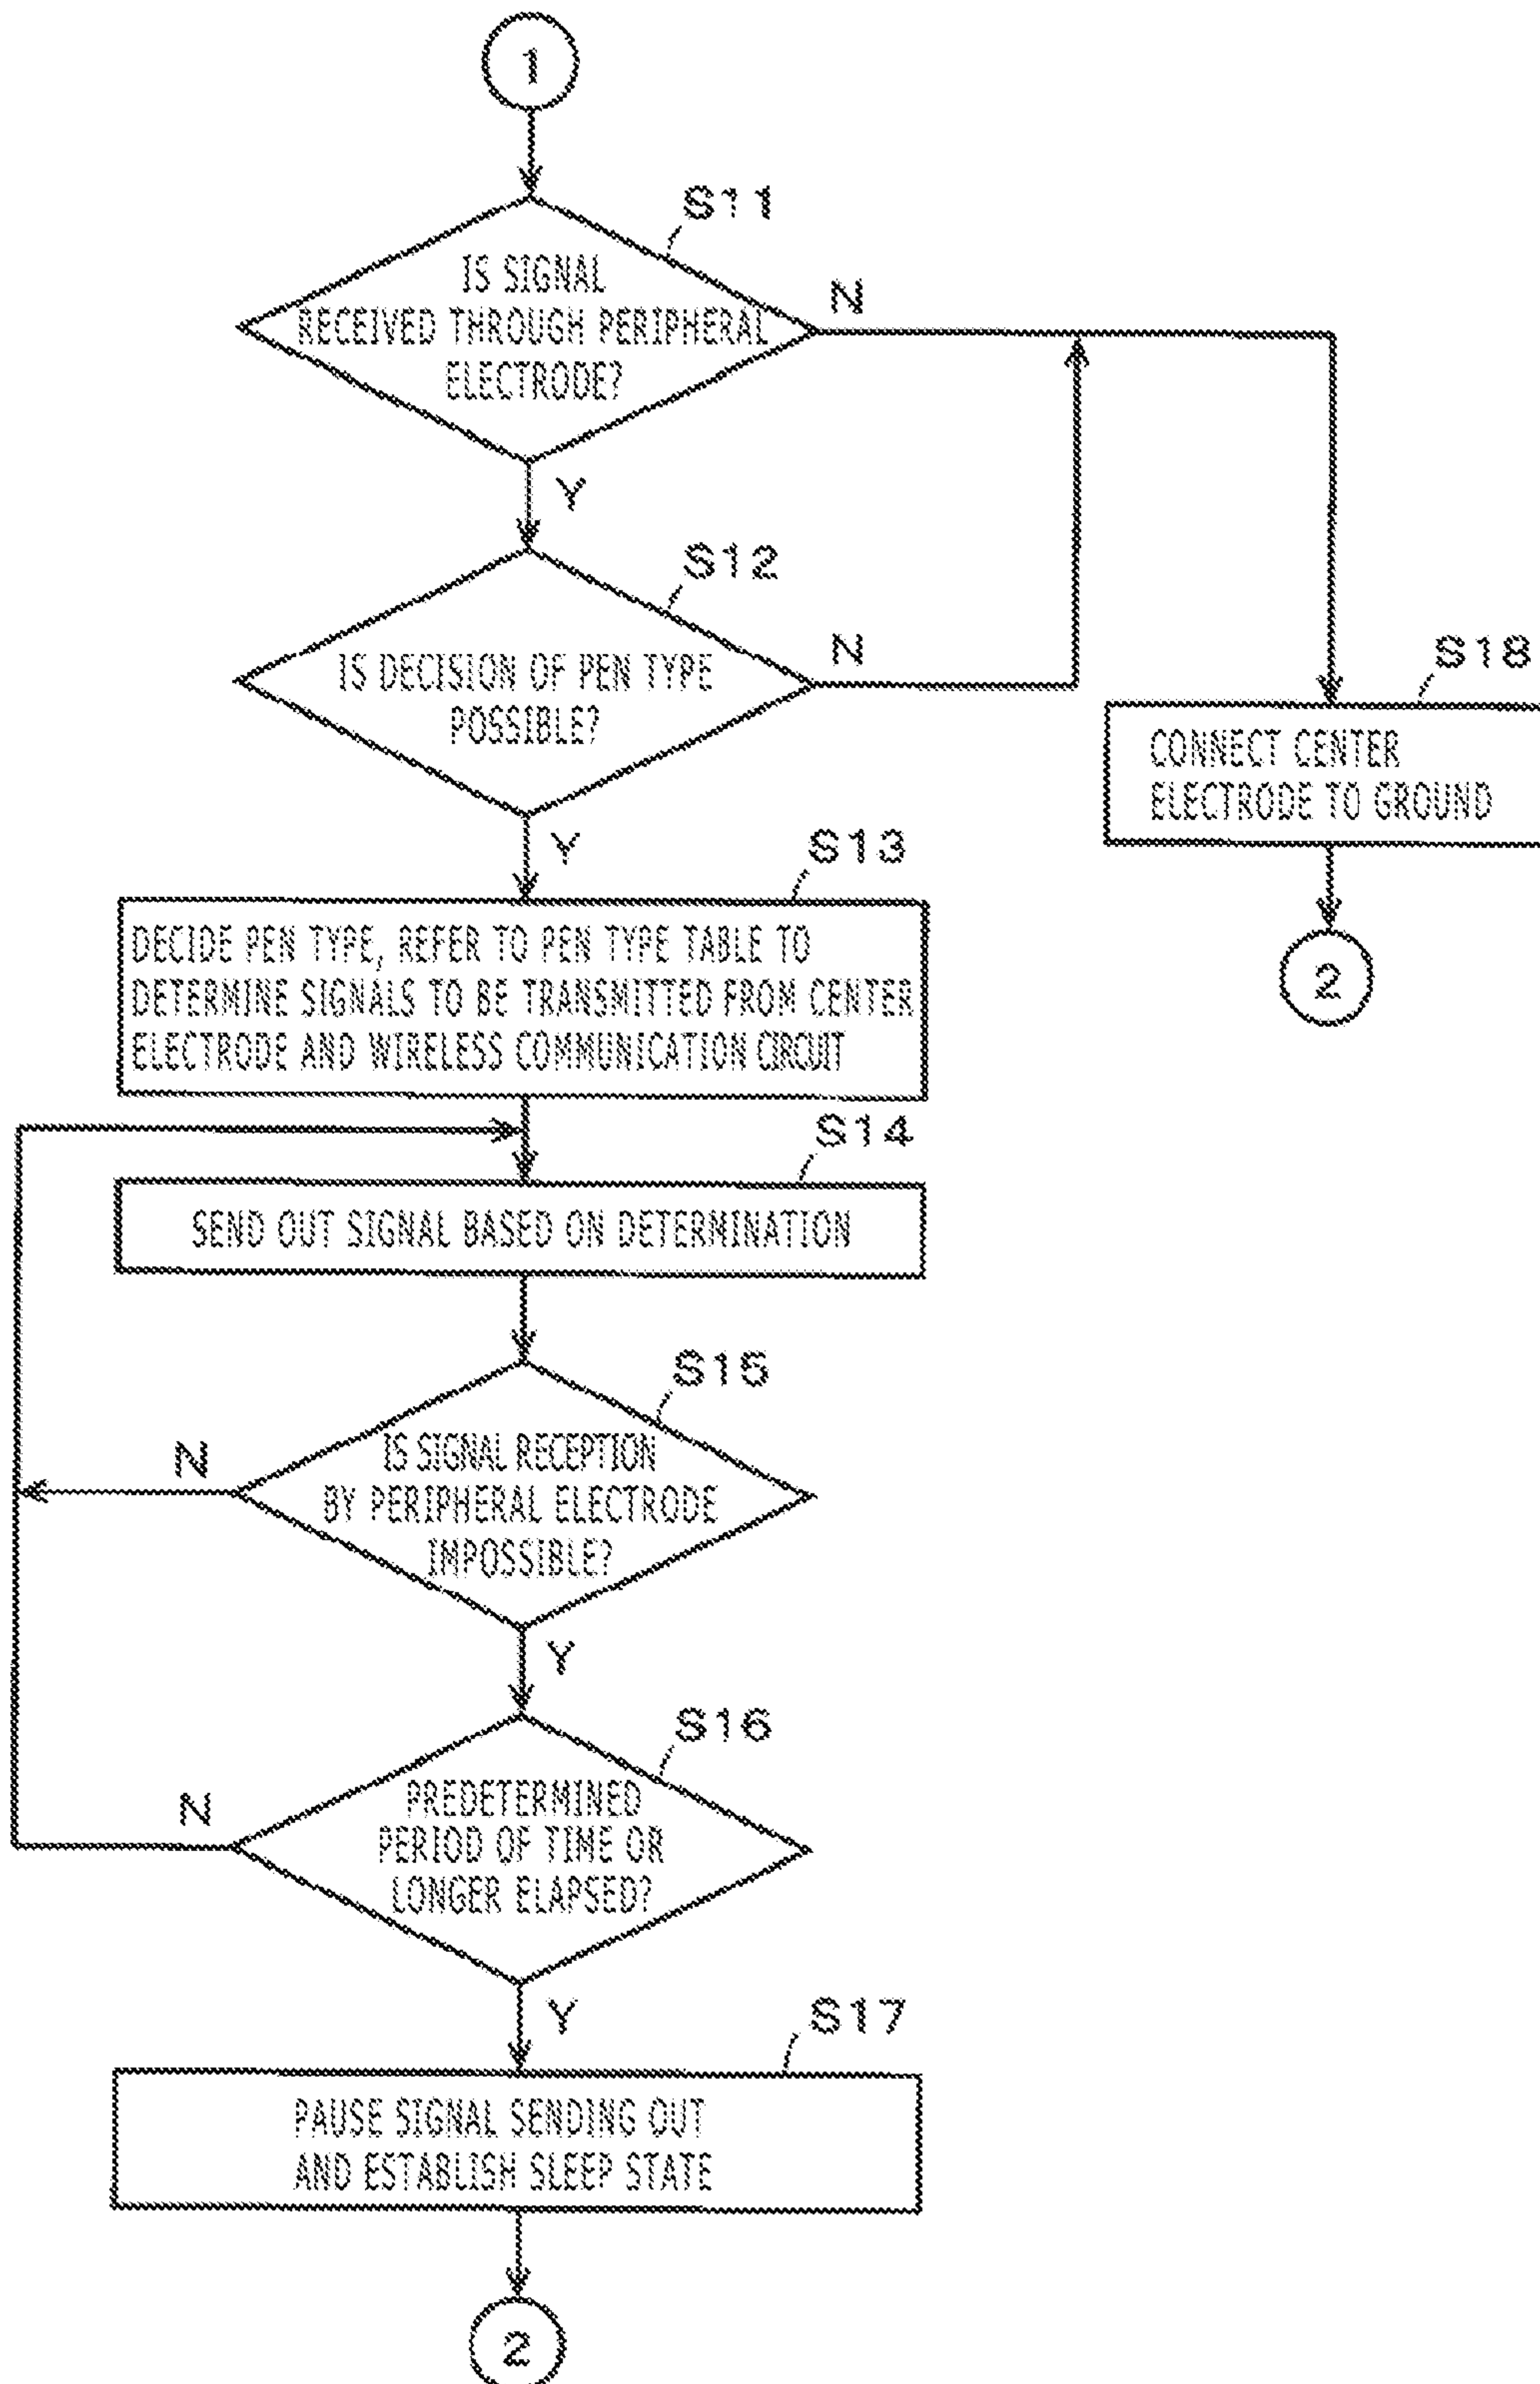 1
S11
IS SIGNAL
RECEIVED THROUGH PERIPHERAL
ELECTRODE?
N
Y
S12
IS DECISION OF PEN TYPE
POSSIBLE?
N
Y
S18
CONNECT CENTER
ELECTRODE TO GROUND
2
S13
DECIDE PEN TYPE, REFER TO PEN TYPE TABLE TO
DETERMINE SIGNALS TO BE TRANSMITTED FROM CENTER
ELECTRODE AND WIRELESS COMMUNICATION CIRCUIT
S14
SEND OUT SIGNAL BASED ON DETERMINATION
S15
IS SIGNAL RECEPTION
BY PERIPHERAL ELECTRODE
IMPOSSIBLE?
N
Y
S16
PREDETERMINED
PERIOD OF TIME OR
LONGER ELAPSED?
N
Y
S17
PAUSE SIGNAL SENDING OUT
AND ESTABLISH SLEEP STATE
2